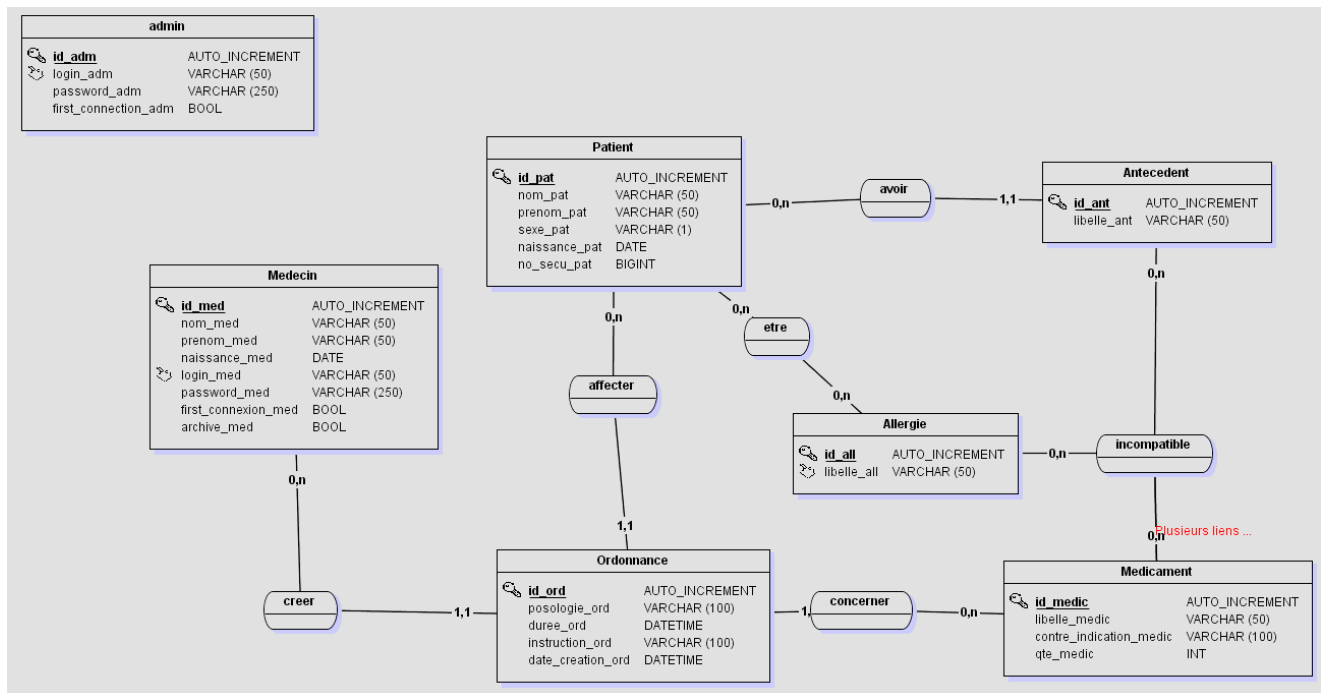 admin
id_adm AUTO_INCREMENT
login_adm VARCHAR (50)
password_adm VARCHAR (250)
first_connection_adm BOOL
Patient
id_pat AUTO_INCREMENT
nom_pat VARCHAR (50)
prenom_pat VARCHAR (50)
sexe_pat VARCHAR (1)
naissance_pat DATE
no_secu_pat BIGINT
0,n
avoir
1,1
Antecedent
id_ant AUTO_INCREMENT
libelle_ant VARCHAR (50)
Medecin
id_med AUTO_INCREMENT
nom_med VARCHAR (50)
prenom_med VARCHAR (50)
naissance_med DATE
login_med VARCHAR (50)
password_med VARCHAR (250)
first_connexion_med BOOL
archive_med BOOL
0,n
0,n
0,n
etre
0,n
affecter
Allergie
id_all AUTO_INCREMENT
libelle_all VARCHAR (50)
0,n
incompatible
0,n
1,1
Plusieurs liens ...
0,n
creer
1,1
Ordonnance
id_ord AUTO_INCREMENT
posologie_ord VARCHAR (100)
duree_ord DATETIME
instruction_ord VARCHAR (100)
date_creation_ord DATETIME
1,
concerner
0,n
Medicament
id_medic AUTO_INCREMENT
libelle_medic VARCHAR (50)
contre_indication_medic VARCHAR (100)
qte_medic INT